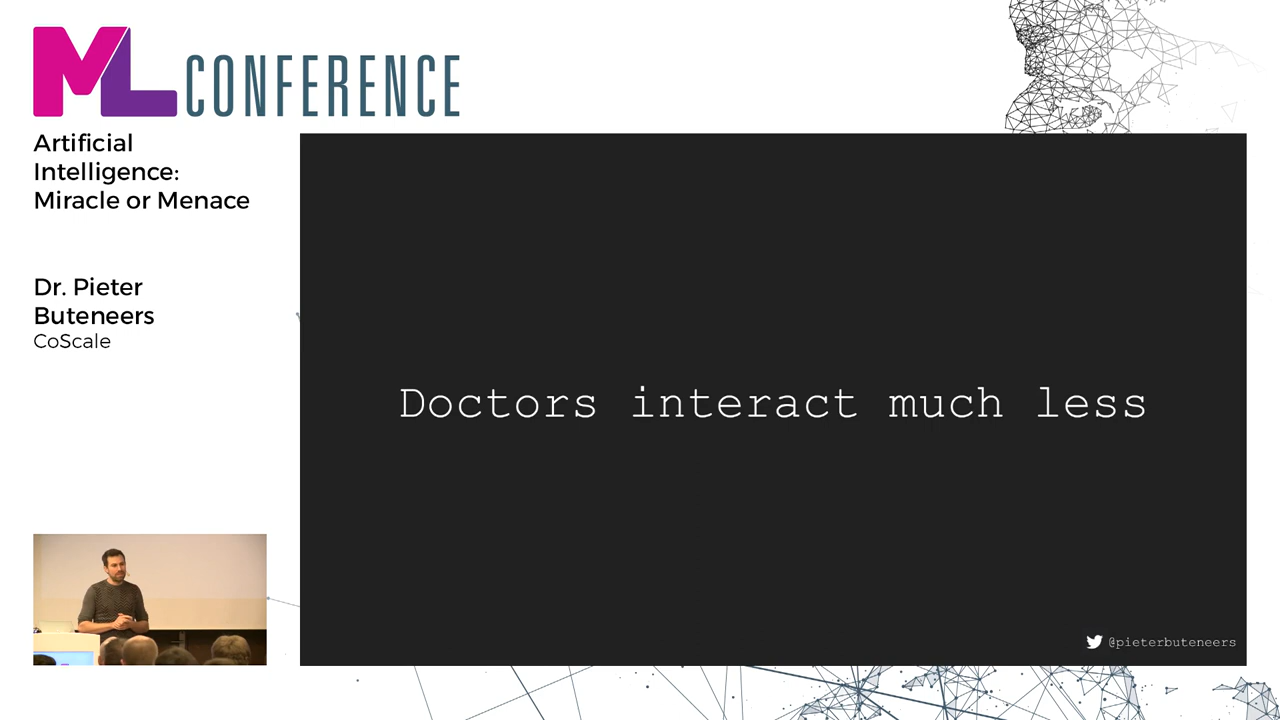 ML CONFERENCE
Artificial
Intelligence:
Miracle or Menace
Dr. Pieter
Buteneers
CoScale
Doctors interact much less
@pieterbuteneers